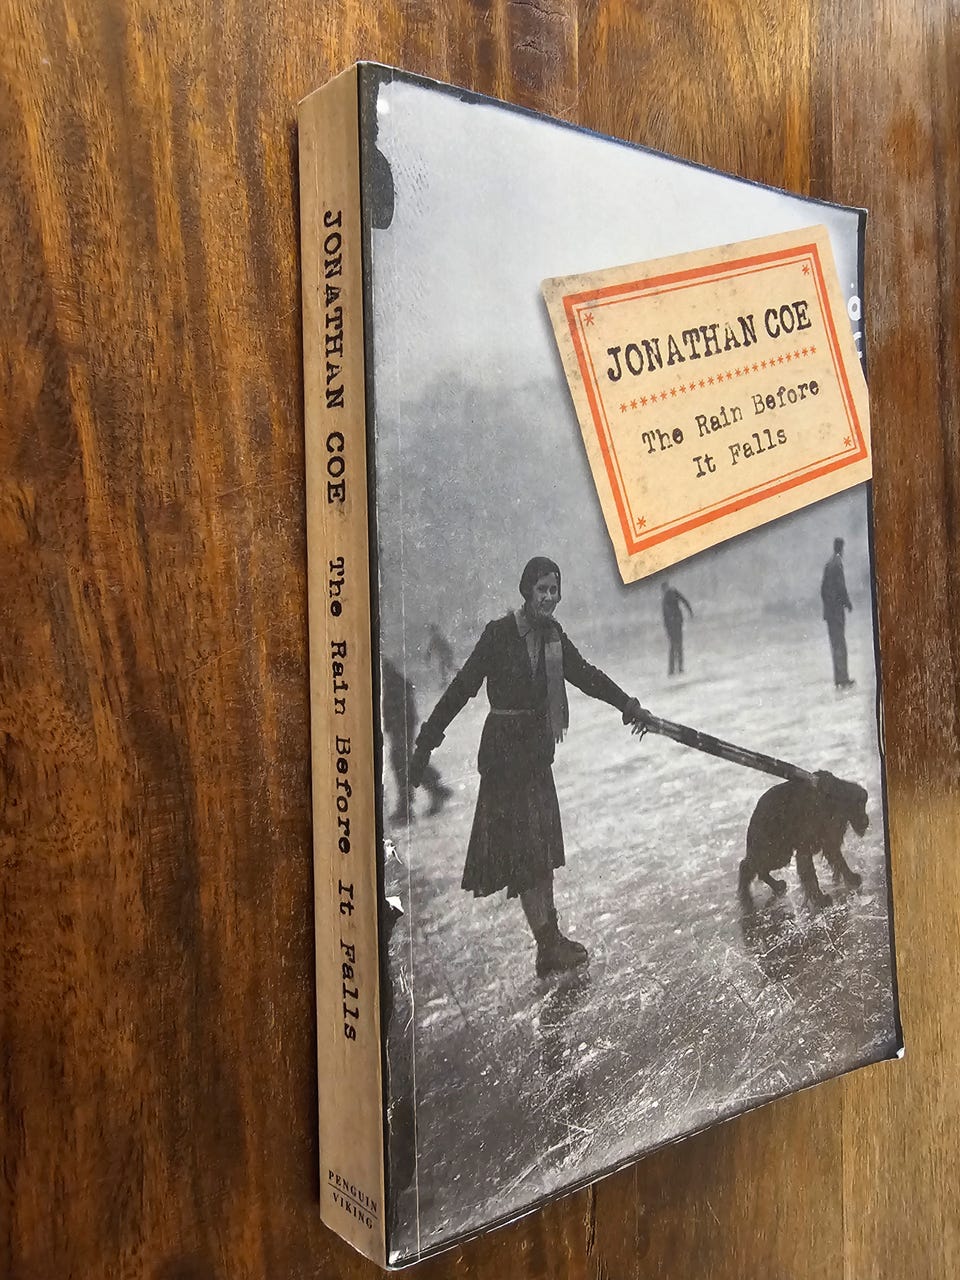 JONATHAN COE The Rain Before It Falls
PENGUIN
VIKING
JONATHAN COE
********************
The Rain Before
It Falls